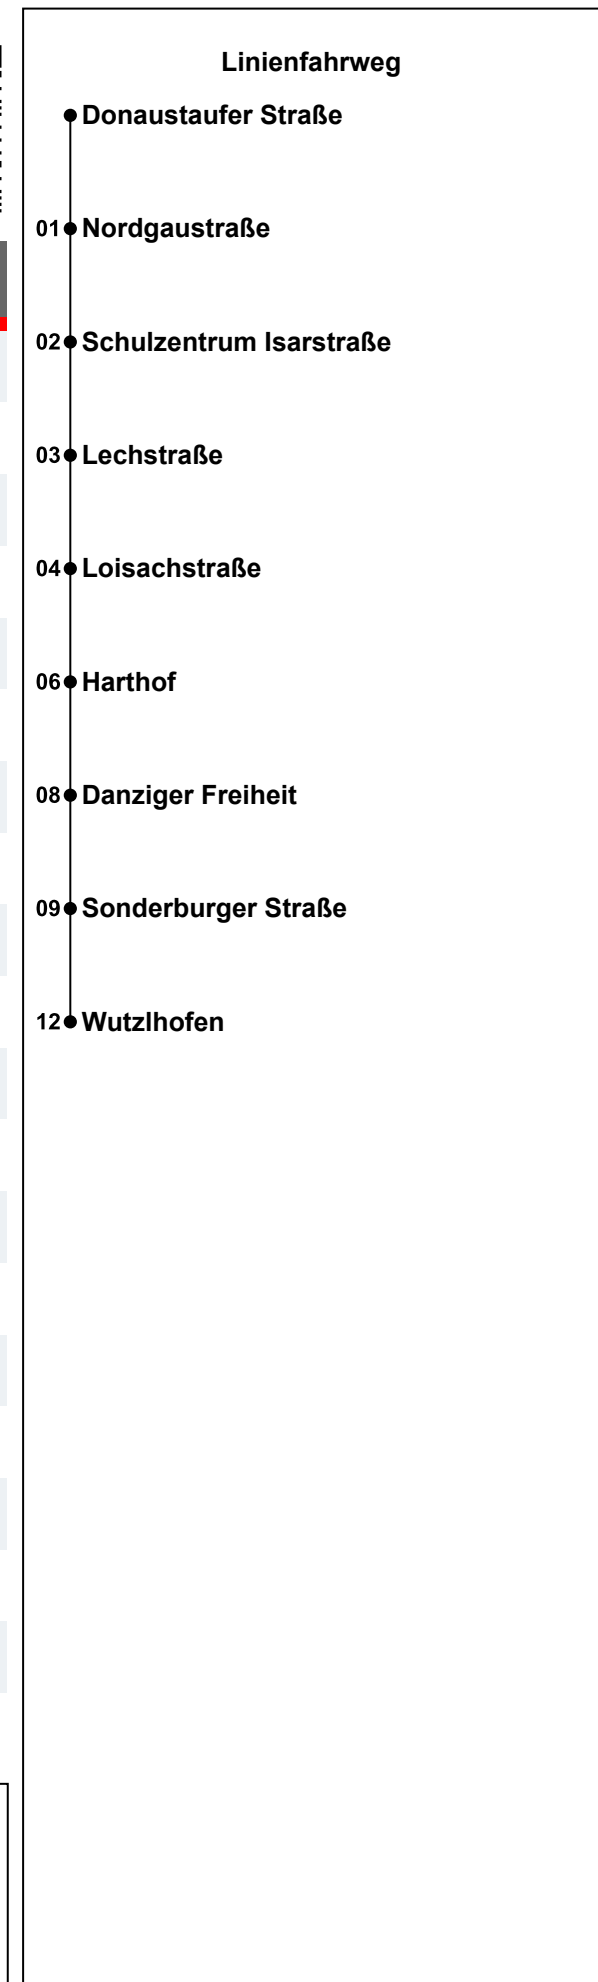 Linienfahrweg
Donaustaufer Straße
01 Nordgaustraße
02 Schulzentrum Isarstraße
03 Lechstraße
04 Loisachstraße
06 Harthof
08 Danziger Freiheit
09 Sonderburger Straße
12 Wutzlhofen